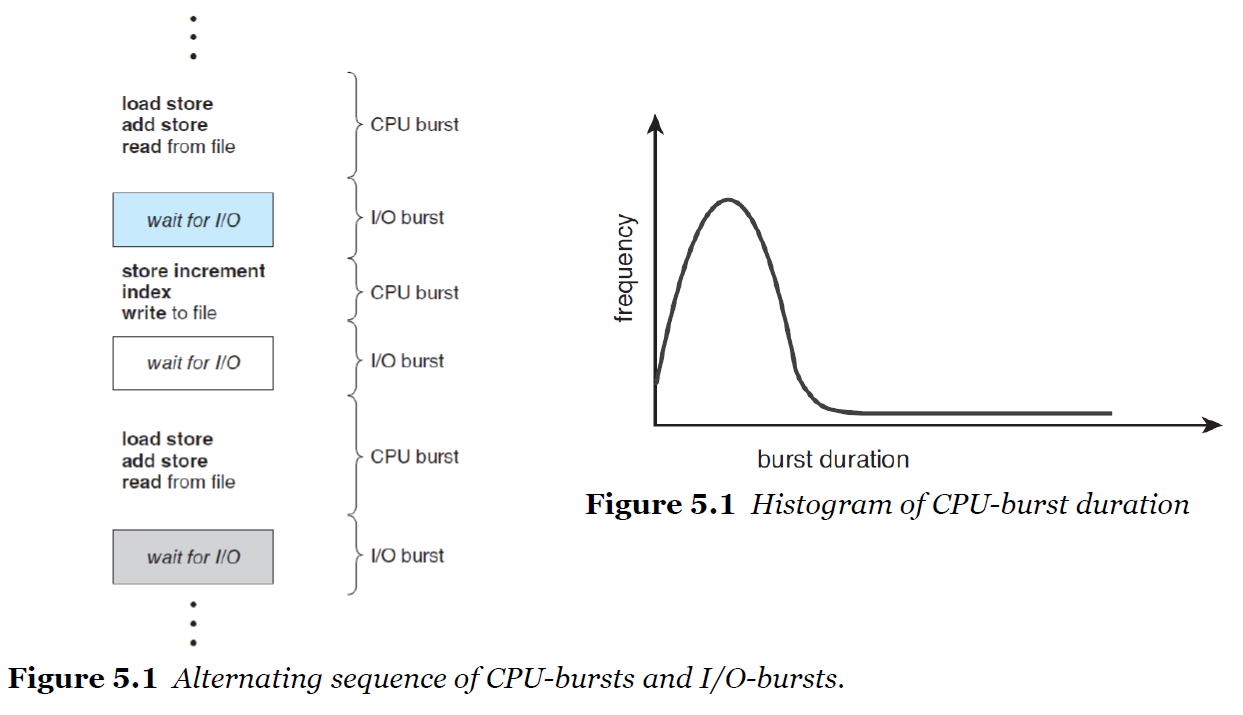 load store
add store
read from file
CPU burst
wait for I/O
I/O burst
store increment
index
write to file
CPU burst
wait for I/O
I/O burst
load store
add store
read from file
CPU burst
wait for I/O
I/O burst
Figure 5.1 Alternating sequence of CPU-bursts and I/O-bursts.
frequency
burst duration
Figure 5.1 Histogram of CPU-burst duration